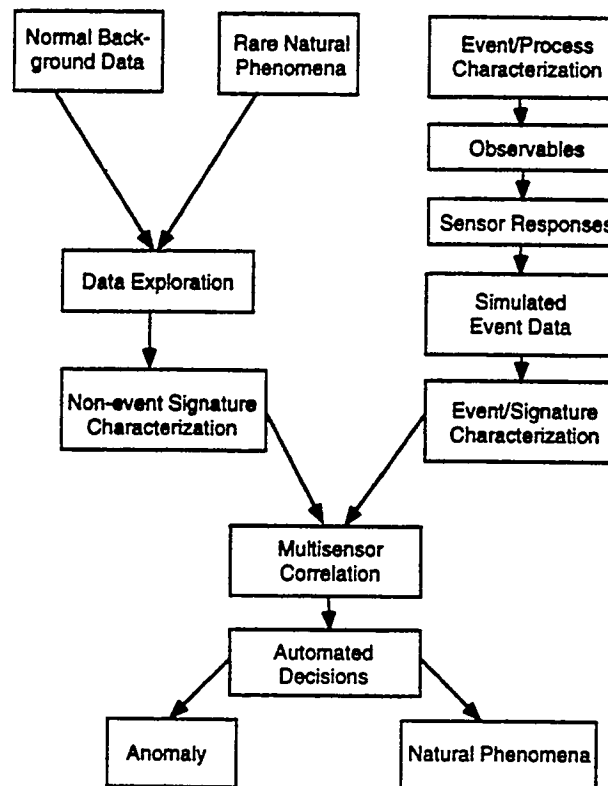 Normal Back-
ground Data
Rare Natural
Phenomena
Event/Process
Characterization
Observables
Sensor Responses
Data Exploration
Simulated
Event Data
Non-event Signature
Characterization
Event/Signature
Characterization
Multisensor
Correlation
Automated
Decisions
Anomaly
Natural Phenomena